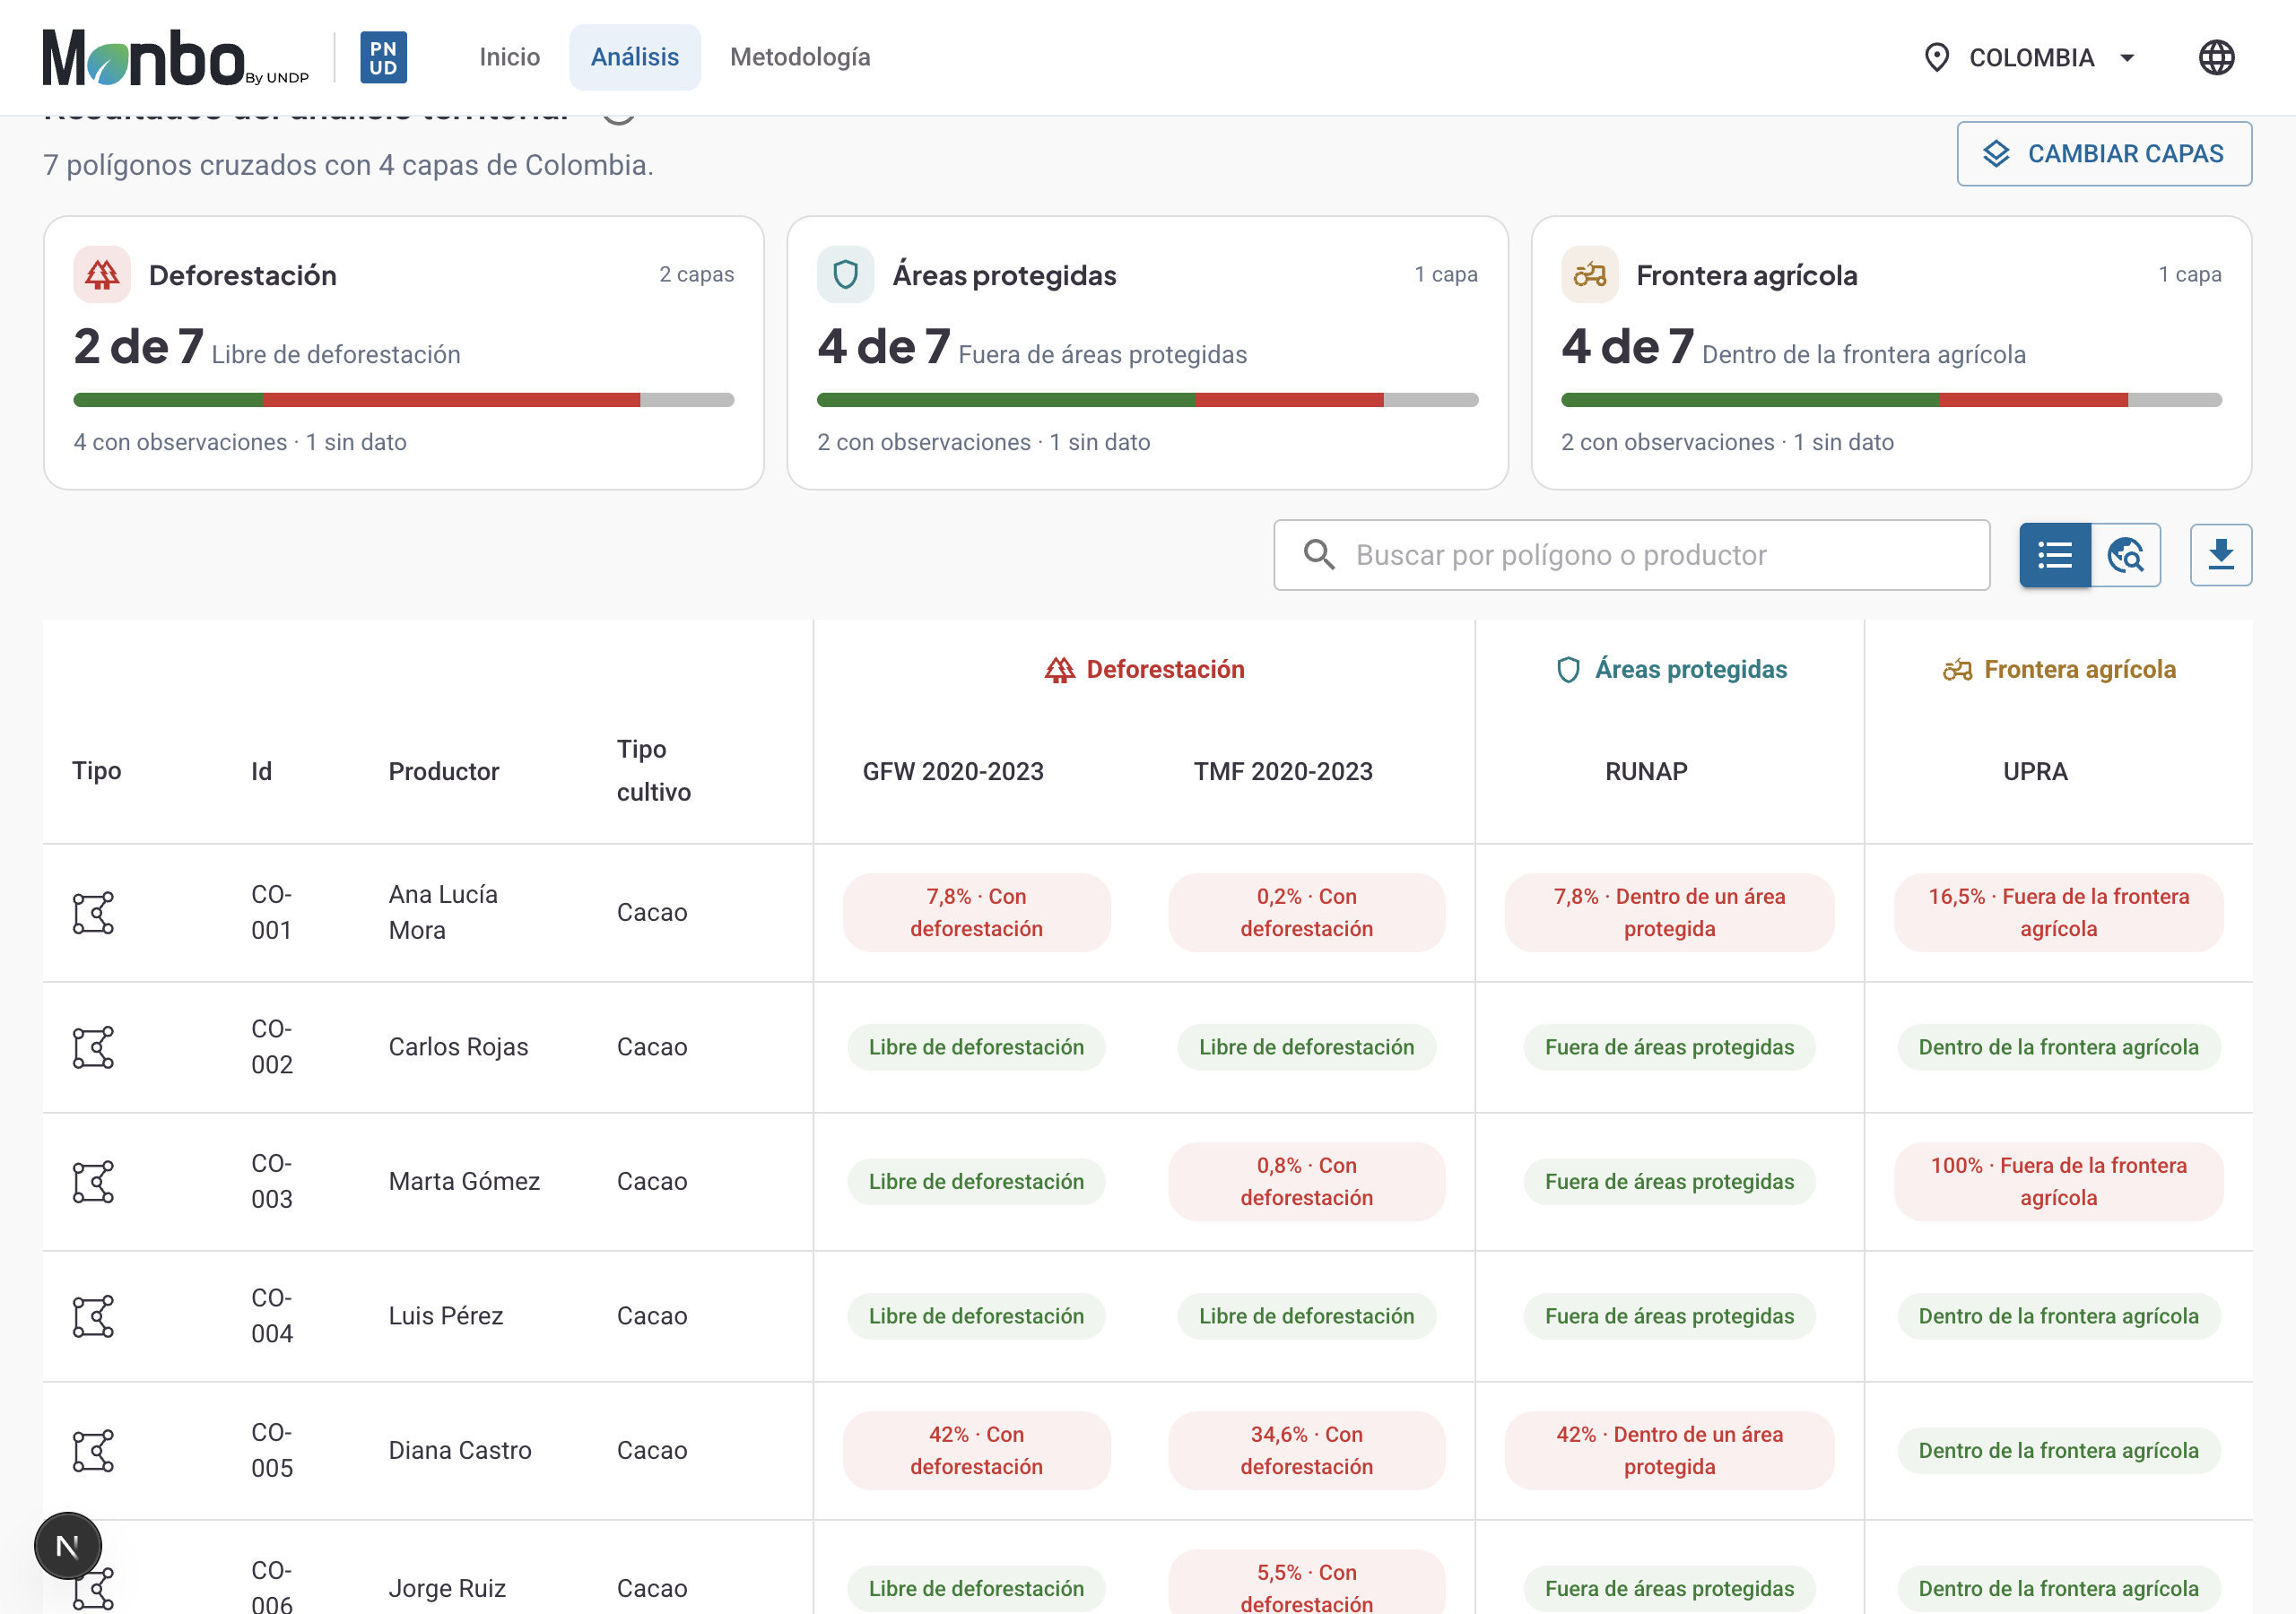 Monbo By UNDP
PN
UD
Inicio
Análisis
Metodología
COLOMBIA
Resultados del análisis territorial
7 polígonos cruzados con 4 capas de Colombia.
CAMBIAR CAPAS
Deforestación
2 capas
2 de 7 Libre de deforestación
4 con observaciones · 1 sin dato
Áreas protegidas
1 capa
4 de 7 Fuera de áreas protegidas
2 con observaciones · 1 sin dato
Frontera agrícola
1 capa
4 de 7 Dentro de la frontera agrícola
2 con observaciones · 1 sin dato
Buscar por polígono o productor
Deforestación
Áreas protegidas
Frontera agrícola
Tipo
Id
Productor
Tipo
cultivo
GFW 2020-2023
TMF 2020-2023
RUNAP
UPRA
CO-
001
Ana Lucía
Mora
Cacao
7,8% · Con
deforestación
0,2% · Con
deforestación
7,8% · Dentro de un área
protegida
16,5% · Fuera de la frontera
agrícola
CO-
002
Carlos Rojas
Cacao
Libre de deforestación
Libre de deforestación
Fuera de áreas protegidas
Dentro de la frontera agrícola
CO-
003
Marta Gómez
Cacao
Libre de deforestación
0,8% · Con
deforestación
Fuera de áreas protegidas
100% · Fuera de la frontera
agrícola
CO-
004
Luis Pérez
Cacao
Libre de deforestación
Libre de deforestación
Fuera de áreas protegidas
Dentro de la frontera agrícola
CO-
005
Diana Castro
Cacao
42% · Con
deforestación
34,6% · Con
deforestación
42% · Dentro de un área
protegida
Dentro de la frontera agrícola
N
CO-
006
Jorge Ruiz
Cacao
Libre de deforestación
5,5% · Con
deforestación
Fuera de áreas protegidas
Dentro de la frontera agrícola